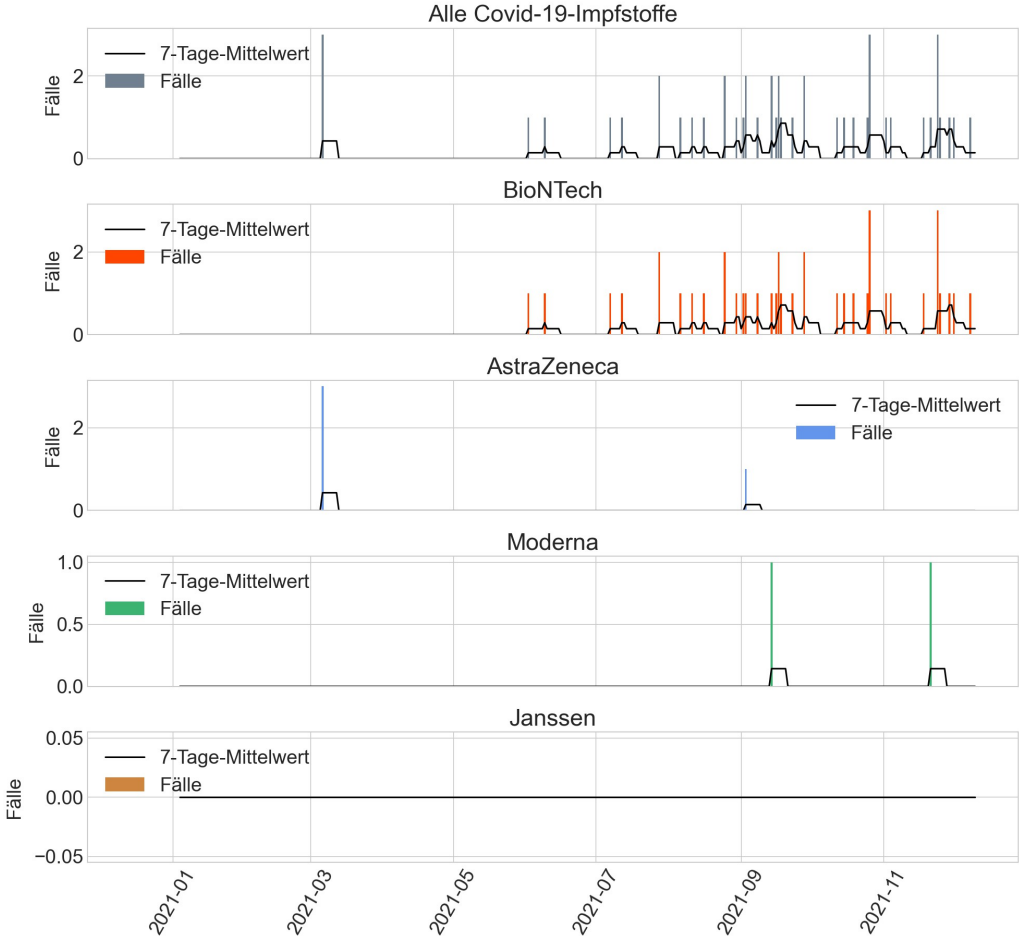 Alle Covid-19-Impfstoffe
Fälle
2
0
7-Tage-Mittelwert
Fälle
BioNTech
Fälle
2
0
7-Tage-Mittelwert
Fälle
AstraZeneca
Fälle
2
0
7-Tage-Mittelwert
Fälle
Moderna
Fälle
1.0
0.5
0.0
7-Tage-Mittelwert
Fälle
Janssen
Fälle
0.05
0.00
−0.05
7-Tage-Mittelwert
Fälle
2021-01
2021-03
2021-05
2021-07
2021-09
2021-11